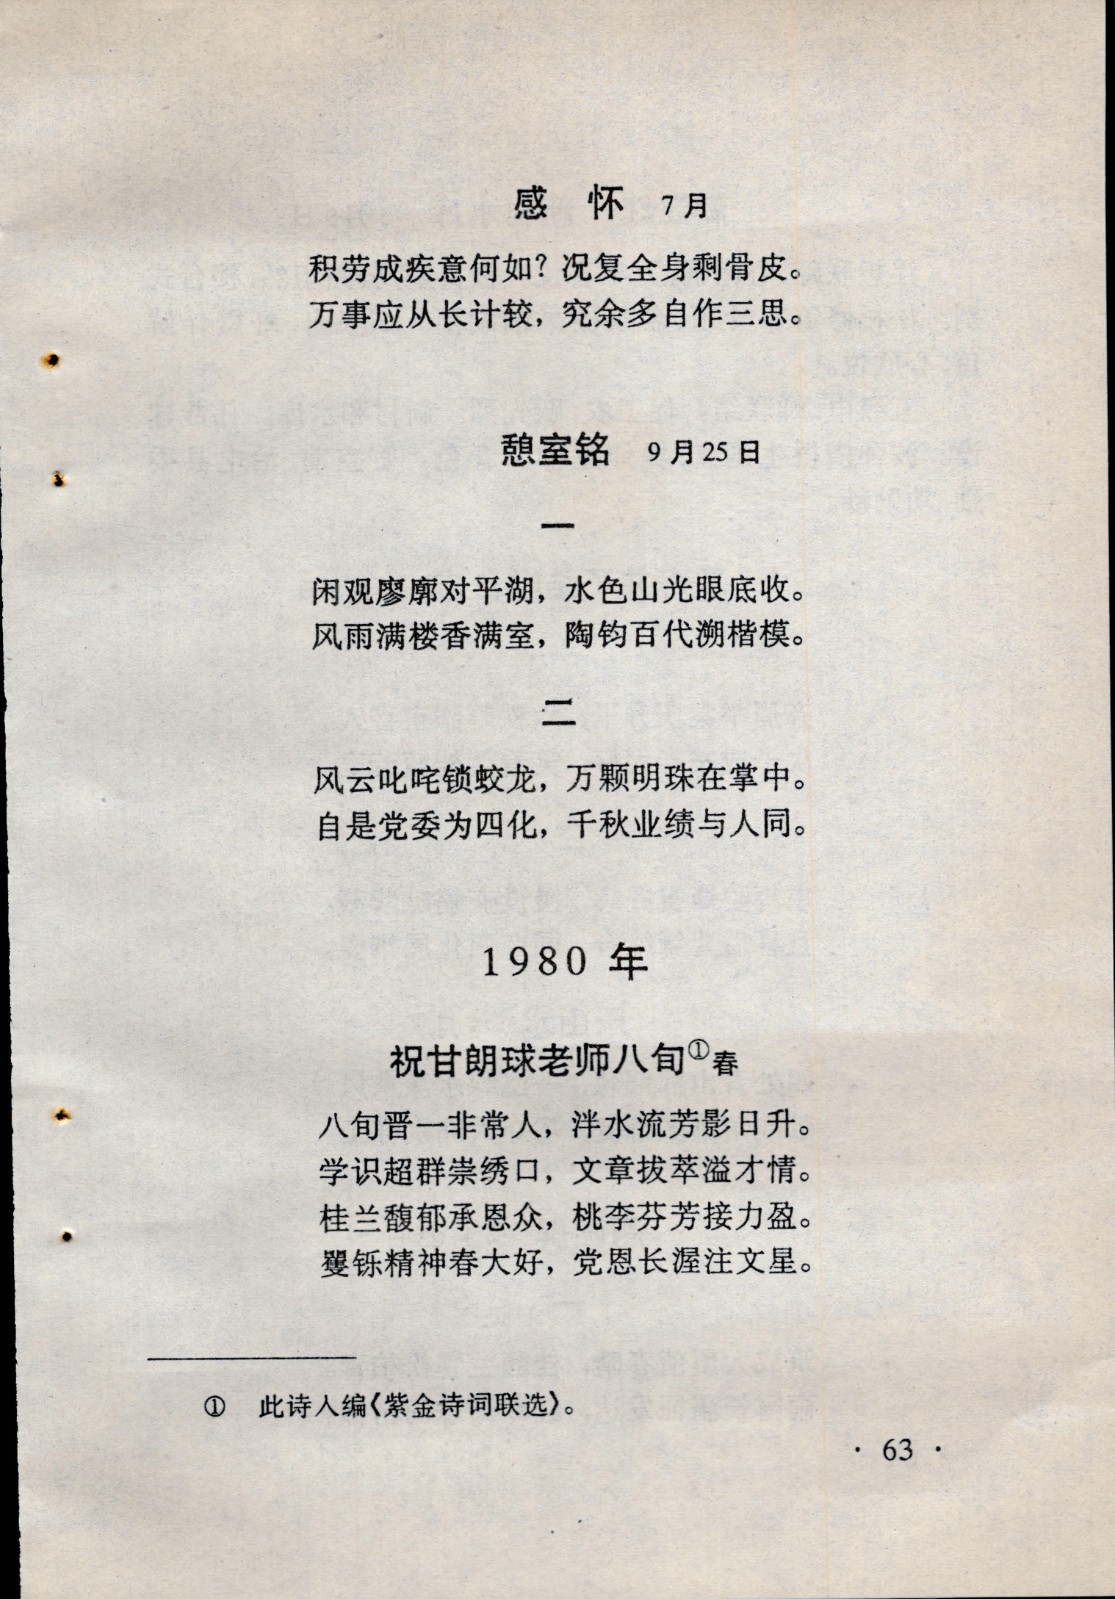 感 怀 7月
积劳成疾意何如？况复全身剩骨皮。
万事应从长计较，究余多自作三思。
憩室铭 9月25日
一
闲观廖廓对平湖，水色山光眼底收。
风雨满楼香满室，陶钧百代溯楷模。
二
风云叱咤锁蛟龙，万颗明珠在掌中。
自是党委为四化，千秋业绩与人同。
1980 年
祝甘朗球老师八旬①春
八旬晋一非常人，泮水流芳影日升。
学识超群崇绣口，文章拔萃溢才情。
桂兰馥郁承恩众，桃李芬芳接力盈。
矍铄精神春大好，党恩长渥注文星。
① 此诗人编《紫金诗词联选》。
· 63 ·